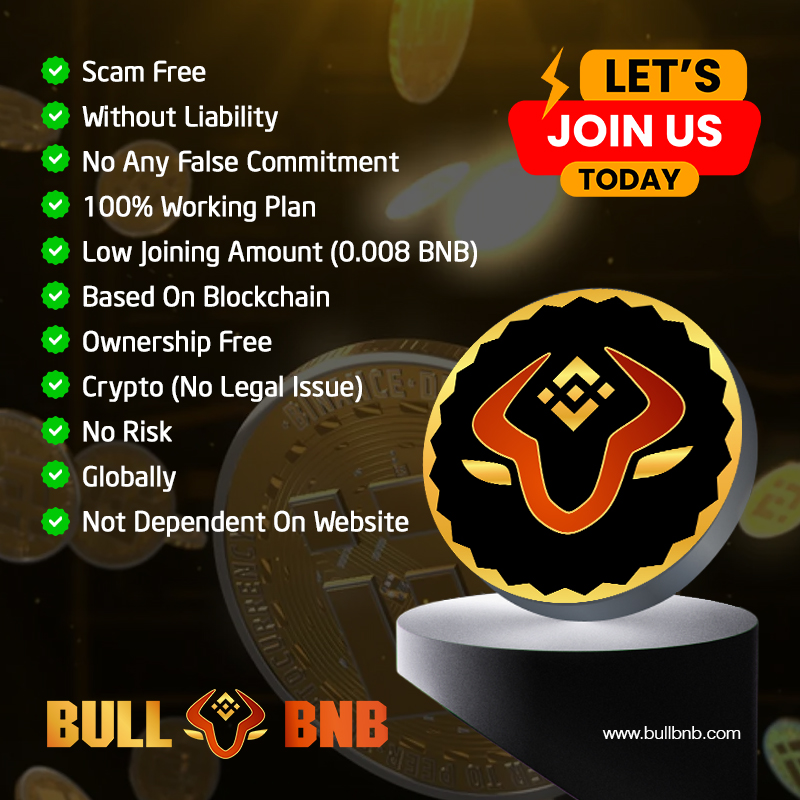 Scam Free
Without Liability
No Any False Commitment
100% Working Plan
Low Joining Amount (0.008 BNB)
Based On Blockchain
Ownership Free
Crypto (No Legal Issue)
No Risk
Globally
Not Dependent On Website
LET'S
JOIN US
TODAY
BULL BNB
www.bullbnb.com